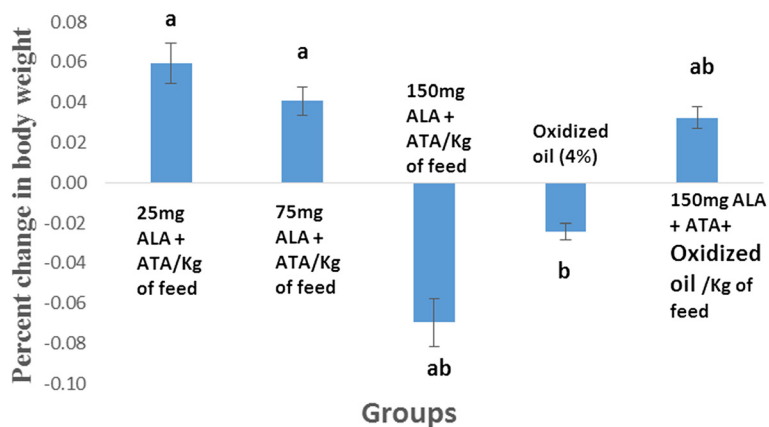 Percent change in body weight
0.08
0.06
0.04
0.02
0.00
-0.02
-0.04
-0.06
-0.08
-0.10
a
25mg
ALA +
ATA/Kg
of feed
a
75mg
ALA +
ATA/Kg
of feed
150mg
ALA +
ATA/Kg
of feed
ab
Oxidized
oil (4%)
b
ab
150mg ALA
+ ATA+
Oxidized
oil /Kg of
feed
Groups